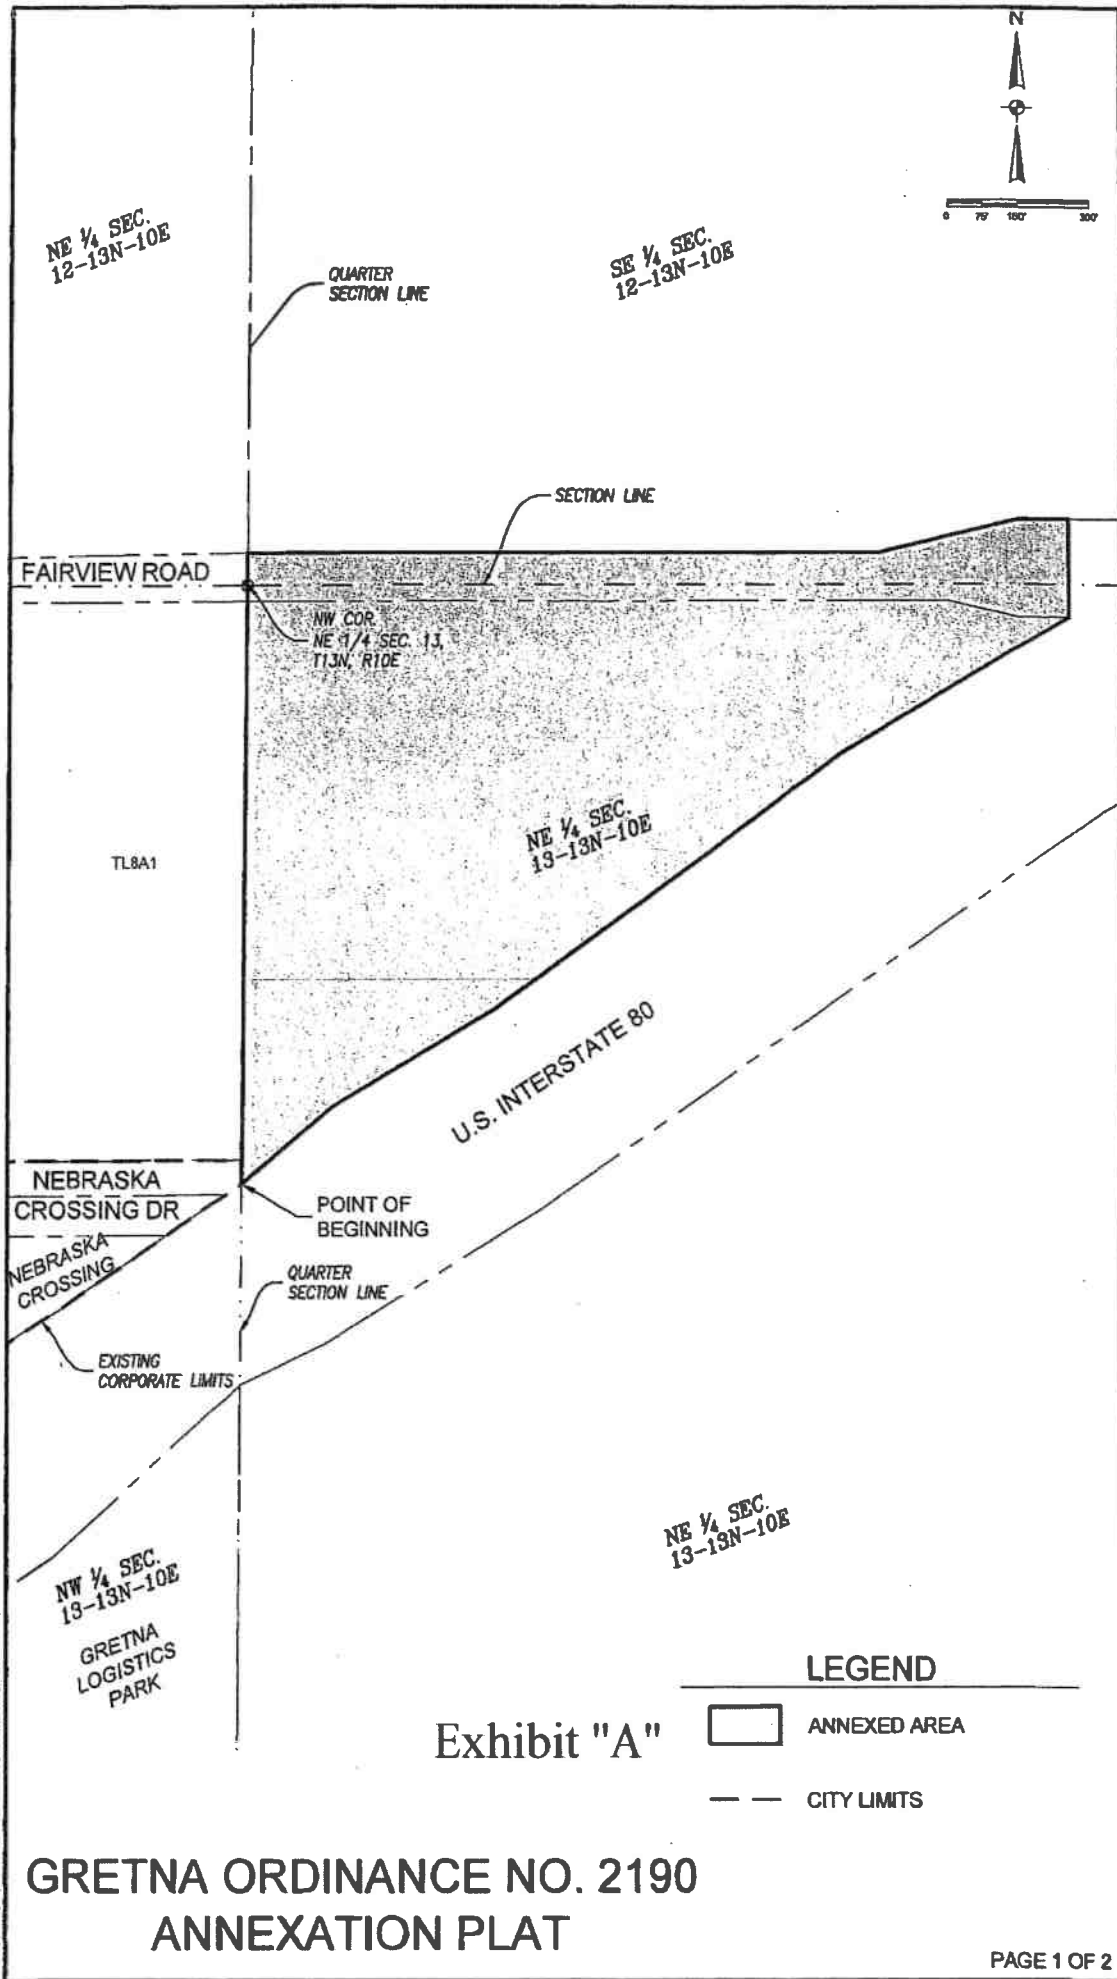 N
0 75' 150' 300'
NE ¼ SEC.
12-13N-10E
SE ¼ SEC.
12-13N-10E
QUARTER
SECTION LINE
SECTION LINE
FAIRVIEW ROAD
NW COR.
NE 1/4 SEC. 13,
T13N, R10E
NE ¼ SEC.
13-13N-10E
TL8A1
U.S. INTERSTATE 80
NEBRASKA
CROSSING DR
POINT OF
BEGINNING
NEBRASKA
CROSSING
QUARTER
SECTION LINE
EXISTING
CORPORATE LIMITS
NE ¼ SEC.
13-13N-10E
NW ¼ SEC.
13-13N-10E
GRETNA
LOGISTICS
PARK
LEGEND
ANNEXED AREA
Exhibit "A"
CITY LIMITS
GRETNA ORDINANCE NO. 2190
ANNEXATION PLAT
PAGE 1 OF 2